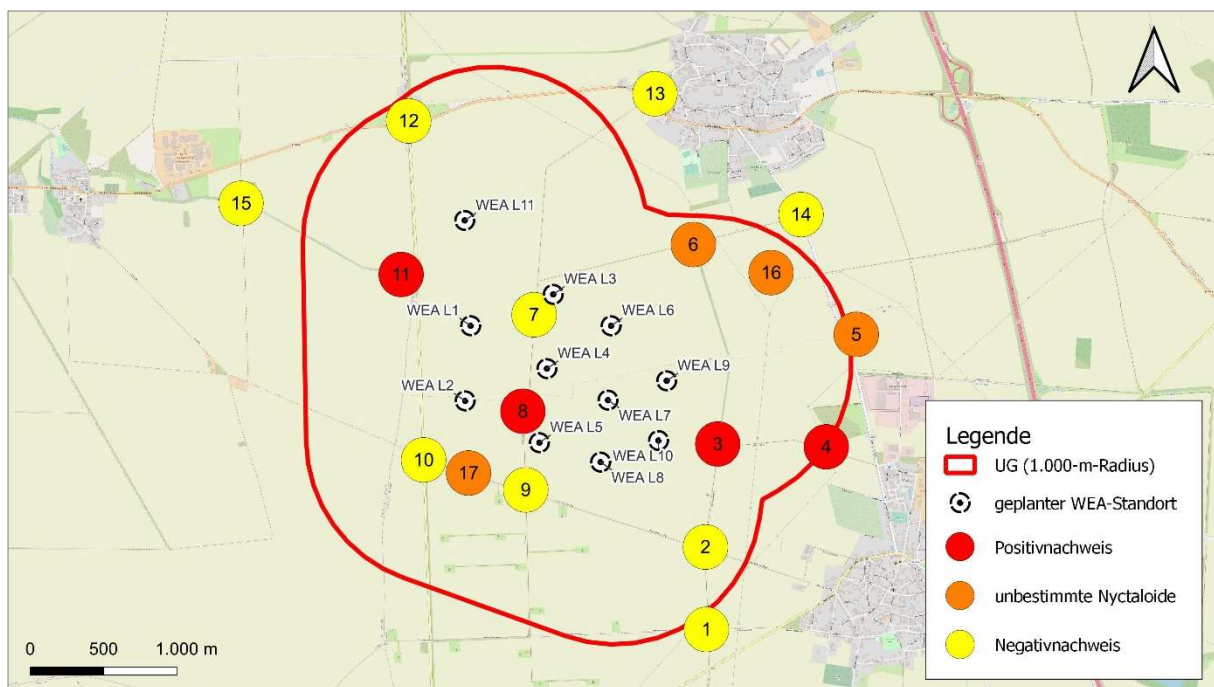 13
12
15
WEA L11
14
6
16
11
WEA L3
7
WEA L1
WEA L6
5
WEA L4
WEA L9
WEA L2
8
WEA L7
WEA L5
3
4
10
17
WEA L10
WEA L8
9
2
1
Legende
UG (1.000-m-Radius)
geplanter WEA-Standort
Positivnachweis
unbestimmte Nyctaloide
Negativnachweis
0 500 1.000 m